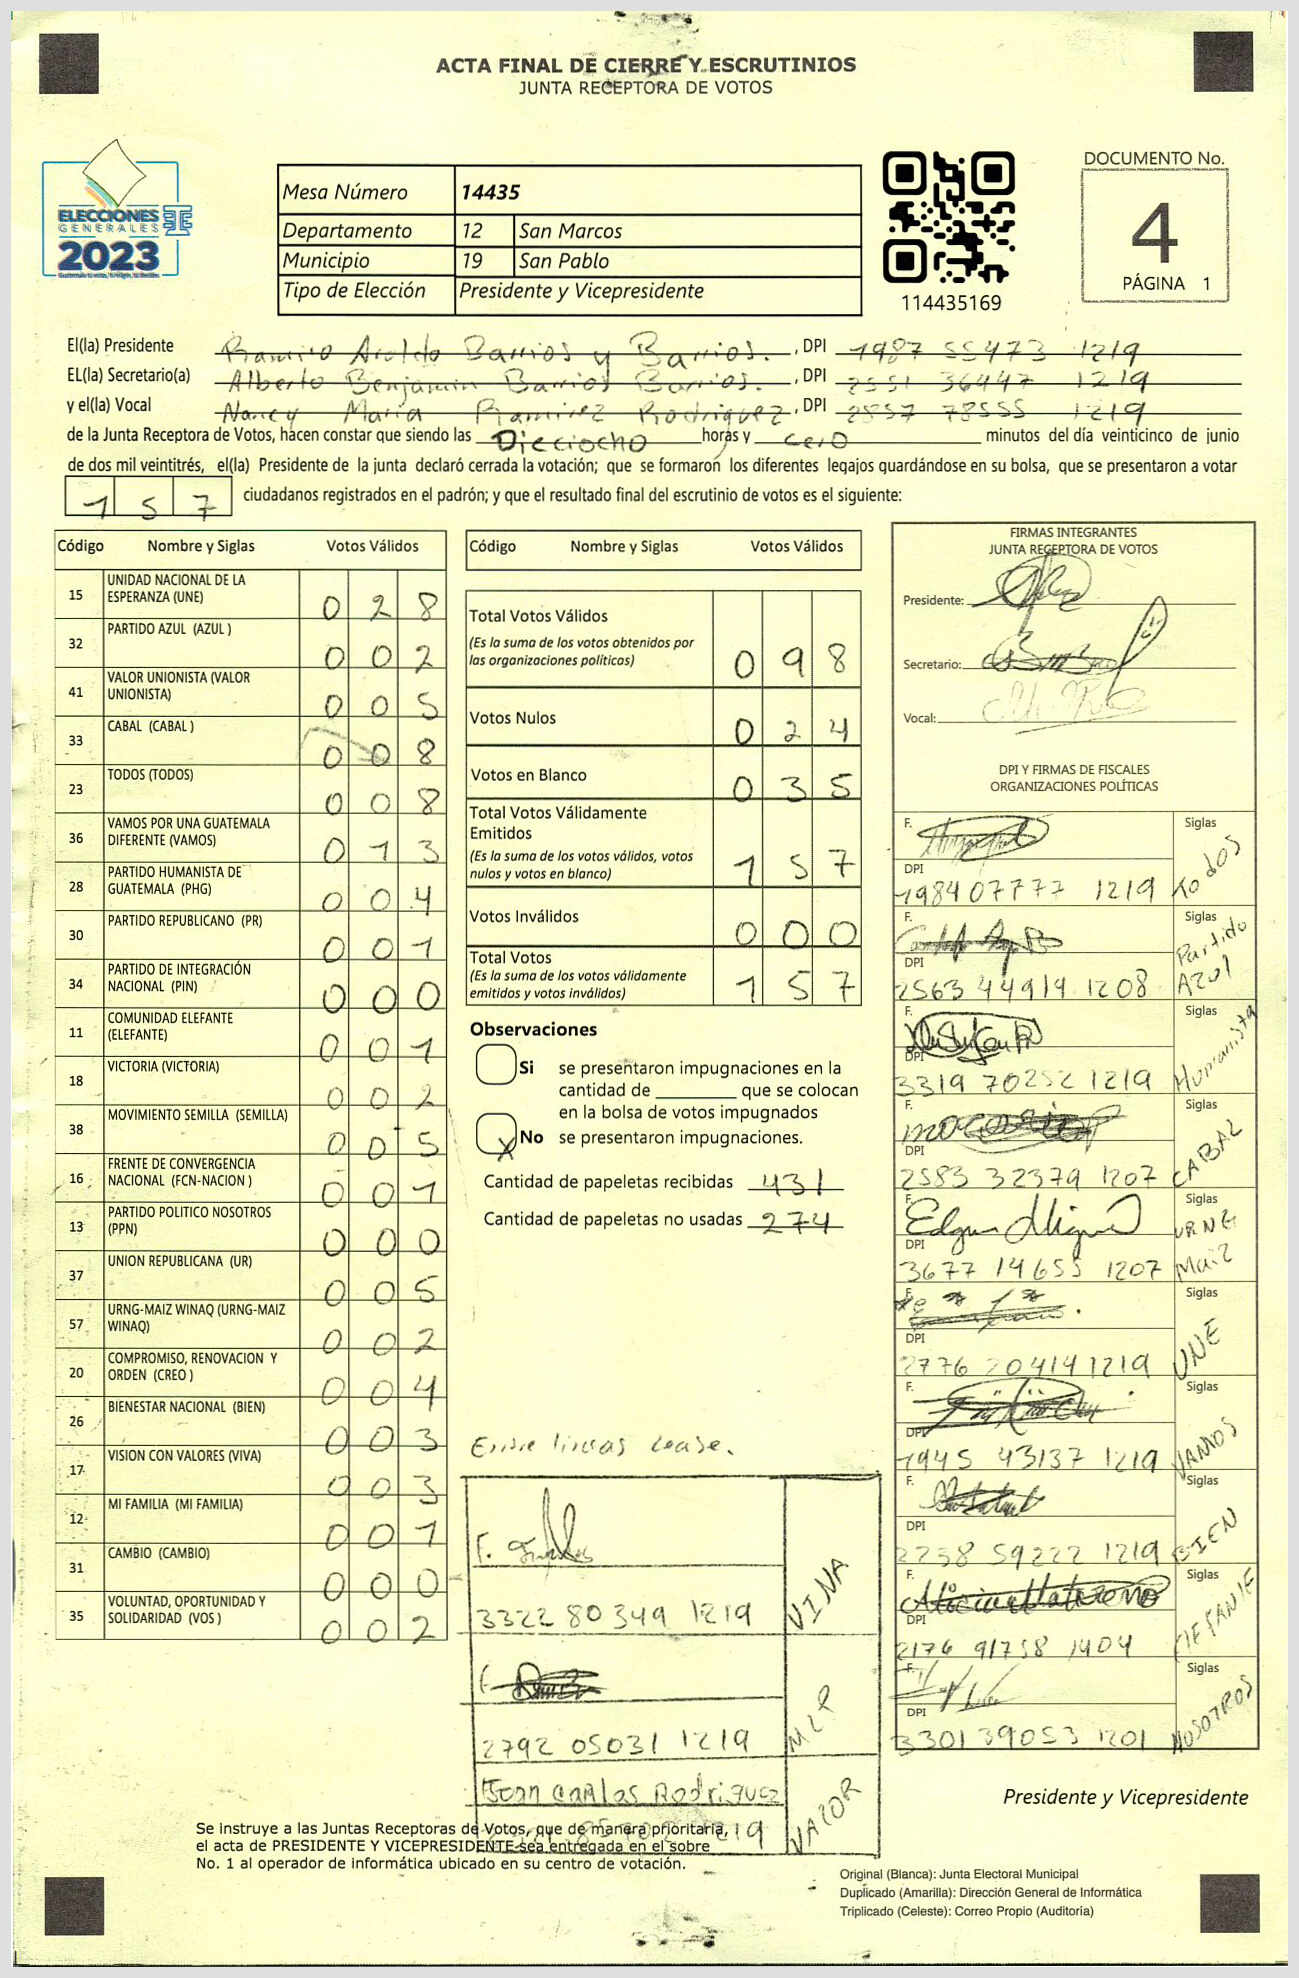 ACTA FINAL DE CIERRE Y ESCRUTINIOS
JUNTA RECEPTORA DE VOTOS
ELECCIONES
GENERALES
2023
Mesa Número 14435
Departamento 12 San Marcos
Municipio 19 San Pablo
Tipo de Elección Presidente y Vicepresidente
114435169
DOCUMENTO No.
4
PÁGINA 1
El(la) Presidente Ramiro Aroldo Barrios y Barrios. , DPI 1987 55473 1219
EL(la) Secretario(a) Alberto Benjamin Barrios Barrios. , DPI 2551 36447 1219
y el(la) Vocal Nancy Maria Ramirez Rodriguez , DPI 2857 78555 1219
de la Junta Receptora de Votos, hacen constar que siendo las Dieciocho horas y cero minutos del día veinticinco de junio
de dos mil veintitrés, el(la) Presidente de la junta declaró cerrada la votación; que se formaron los diferentes legajos guardándose en su bolsa, que se presentaron a votar
157 ciudadanos registrados en el padrón; y que el resultado final del escrutinio de votos es el siguiente:
Código Nombre y Siglas Votos Válidos
15 UNIDAD NACIONAL DE LA ESPERANZA (UNE) 0 2 8
32 PARTIDO AZUL (AZUL ) 0 0 2
41 VALOR UNIONISTA (VALOR UNIONISTA) 0 0 5
33 CABAL (CABAL ) 0 0 8
23 TODOS (TODOS) 0 0 8
36 VAMOS POR UNA GUATEMALA DIFERENTE (VAMOS) 0 1 3
28 PARTIDO HUMANISTA DE GUATEMALA (PHG) 0 0 4
30 PARTIDO REPUBLICANO (PR) 0 0 1
34 PARTIDO DE INTEGRACIÓN NACIONAL (PIN) 0 0 0
11 COMUNIDAD ELEFANTE (ELEFANTE) 0 0 1
18 VICTORIA (VICTORIA) 0 0 2
38 MOVIMIENTO SEMILLA (SEMILLA) 0 0 5
16 FRENTE DE CONVERGENCIA NACIONAL (FCN-NACION ) 0 0 1
13 PARTIDO POLITICO NOSOTROS (PPN) 0 0 0
37 UNION REPUBLICANA (UR) 0 0 5
57 URNG-MAIZ WINAQ (URNG-MAIZ WINAQ) 0 0 2
20 COMPROMISO, RENOVACION Y ORDEN (CREO ) 0 0 4
26 BIENESTAR NACIONAL (BIEN) 0 0 3
17 VISION CON VALORES (VIVA) 0 0 3
12 MI FAMILIA (MI FAMILIA) 0 0 1
31 CAMBIO (CAMBIO) 0 0 0
35 VOLUNTAD, OPORTUNIDAD Y SOLIDARIDAD (VOS ) 0 0 2
Código Nombre y Siglas Votos Válidos
Total Votos Válidos 0 9 8
(Es la suma de los votos obtenidos por
las organizaciones políticas)
Votos Nulos 0 2 4
Votos en Blanco 0 3 5
Total Votos Válidamente
Emitidos 1 5 7
(Es la suma de los votos válidos, votos
nulos y votos en blanco)
Votos Inválidos 0 0 0
Total Votos 1 5 7
(Es la suma de los votos válidamente
emitidos y votos inválidos)
Observaciones
Si se presentaron impugnaciones en la
cantidad de ________ que se colocan
en la bolsa de votos impugnados
X No se presentaron impugnaciones.
Cantidad de papeletas recibidas 431
Cantidad de papeletas no usadas 274
Entre lineas Lease.
F.
3322 80349 1219 VINA
F.
2792 05031 1219 MLP
Juan Carlos Rodriguez
1219 VALOR
FIRMAS INTEGRANTES
JUNTA RECEPTORA DE VOTOS
Presidente:
Secretario:
Vocal:
DPI Y FIRMAS DE FISCALES
ORGANIZACIONES POLÍTICAS
F. Siglas
DPI
1984 07777 1219 todos
F. Siglas
DPI
2563 44919 1208 Partido Azul
F. Siglas
DPI
3319 70252 1219 Humanista
F. Siglas
DPI
2583 32379 1207 CABAL
F. Edgar Miguel Siglas
DPI
3677 14655 1207 URNG Maiz
F. Siglas
DPI
2776 20414 1219 UNE
F. Siglas
DPI
1945 43137 1219 VAMOS
F. Siglas
DPI
2238 59222 1219 BIEN
F. Siglas
DPI
2176 91758 1404
F. Siglas
DPI
3301 39053 1201 NOSOTROS
Presidente y Vicepresidente
Se instruye a las Juntas Receptoras de Votos, que de manera prioritaria,
el acta de PRESIDENTE Y VICEPRESIDENTE sea entregada en el sobre
No. 1 al operador de informática ubicado en su centro de votación.
Original (Blanca): Junta Electoral Municipal
Duplicado (Amarilla): Dirección General de Informática
Triplicado (Celeste): Correo Propio (Auditoría)